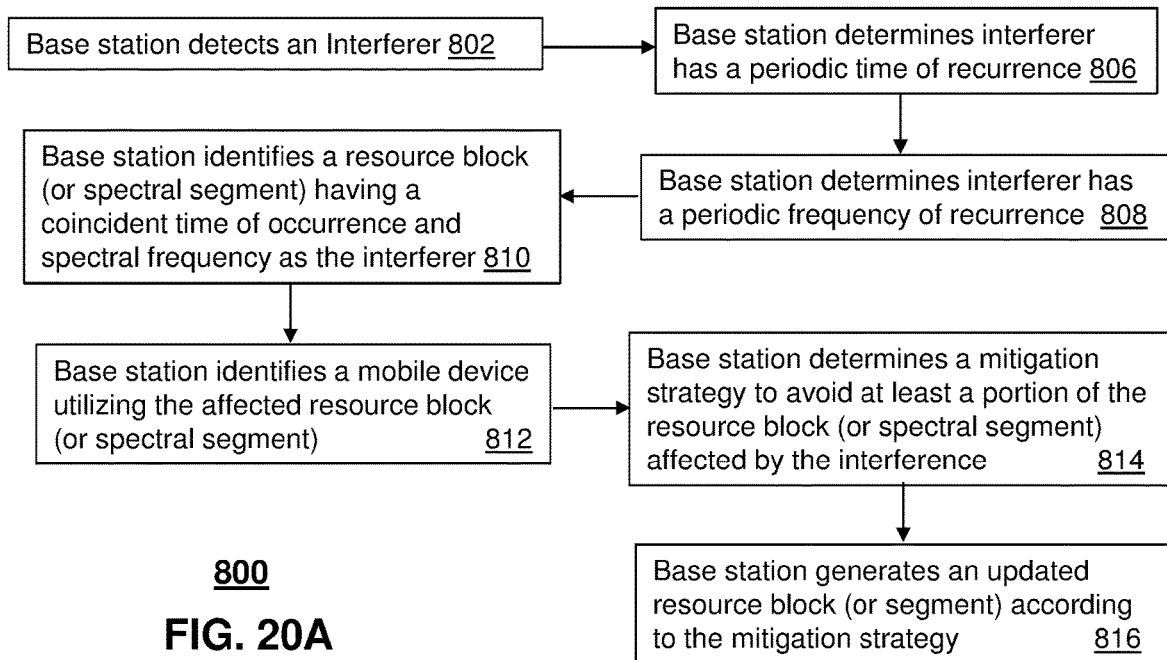 Base station detects an Interferer 802
Base station determines interferer
has a periodic time of recurrence 806
Base station determines interferer has
a periodic frequency of recurrence 808
Base station identifies a resource block
(or spectral segment) having a
coincident time of occurrence and
spectral frequency as the interferer 810
Base station identifies a mobile device
utilizing the affected resource block
(or spectral segment) 812
Base station determines a mitigation
strategy to avoid at least a portion of the
resource block (or spectral segment)
affected by the interference 814
Base station generates an updated
resource block (or segment) according
to the mitigation strategy 816
800
FIG. 20A